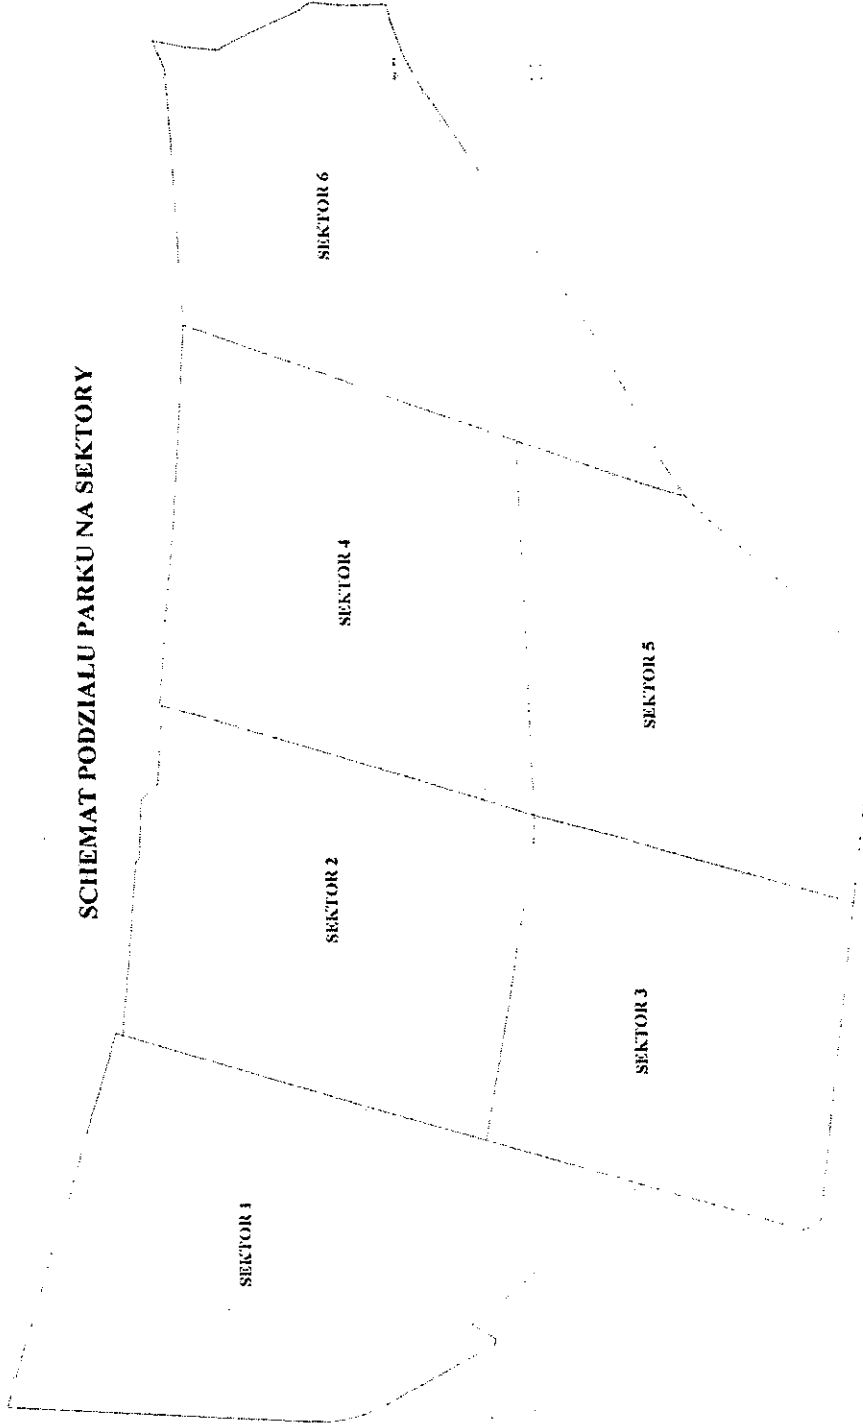 SCHEMAT PODZIAŁU PARKU NA SEKTORY
SEKTOR 1
SEKTOR 2
SEKTOR 3
SEKTOR 4
SEKTOR 5
SEKTOR 6